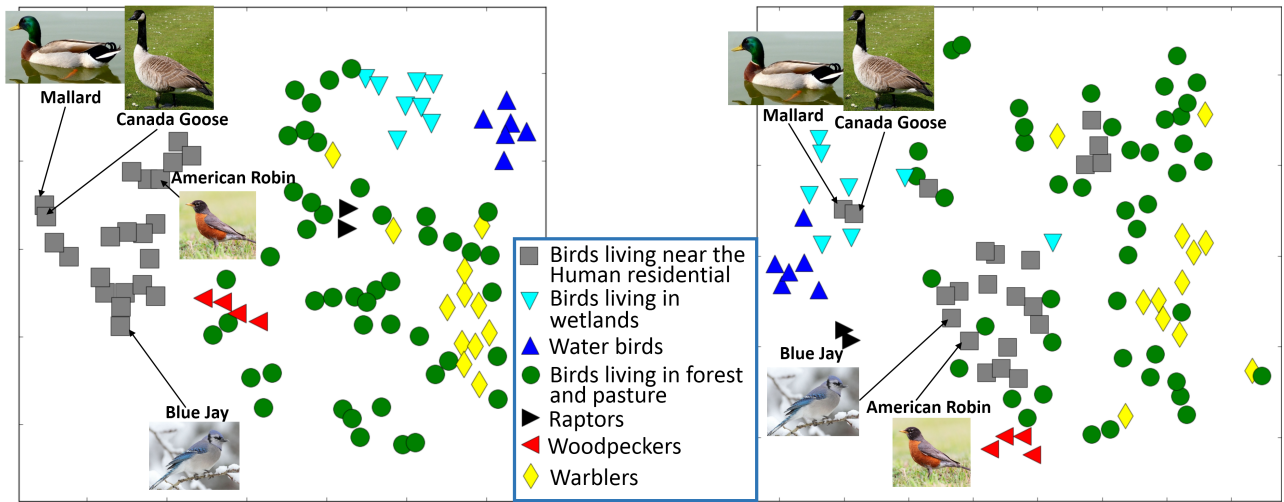 Mallard
Canada Goose
American Robin
Blue Jay
Birds living near the
Human residential
Birds living in
wetlands
Water birds
Birds living in forest
and pasture
Raptors
Woodpeckers
Warblers
Mallard
Canada Goose
Blue Jay
American Robin